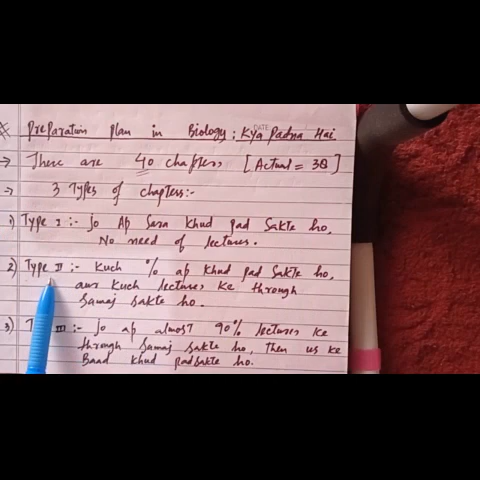 Preparation Plan in Biology: Kya Padna Hai
DATE
→ There are 40 chapters [Actual = 38]
→ 3 Types of chapters:-
1) Type I:- Jo Ap Sara khud pad Sakte ho,
No need of lectures.
2) Type II:- Kuch % ap khud pad Sakte ho,
aur kuch lectures ke through
Samaj Sakte ho.
3) III:- Jo ap almost 90% lectures ke
through Samaj Sakte ho, then us ke
Baad khud padsakte ho.